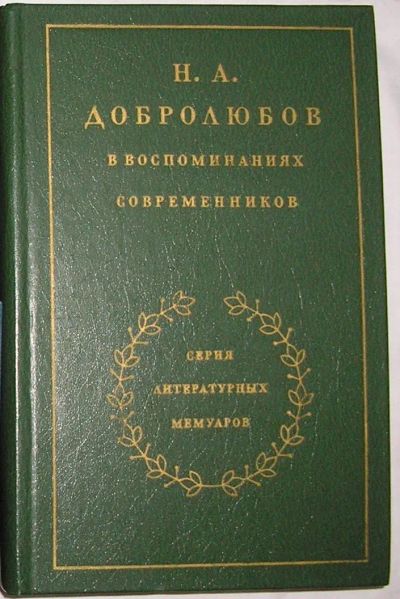 Н. А.
ДОБРОЛЮБОВ
В ВОСПОМИНАНИЯХ
СОВРЕМЕННИКОВ
СЕРИЯ
ЛИТЕРАТУРНЫХ
МЕМУАРОВ